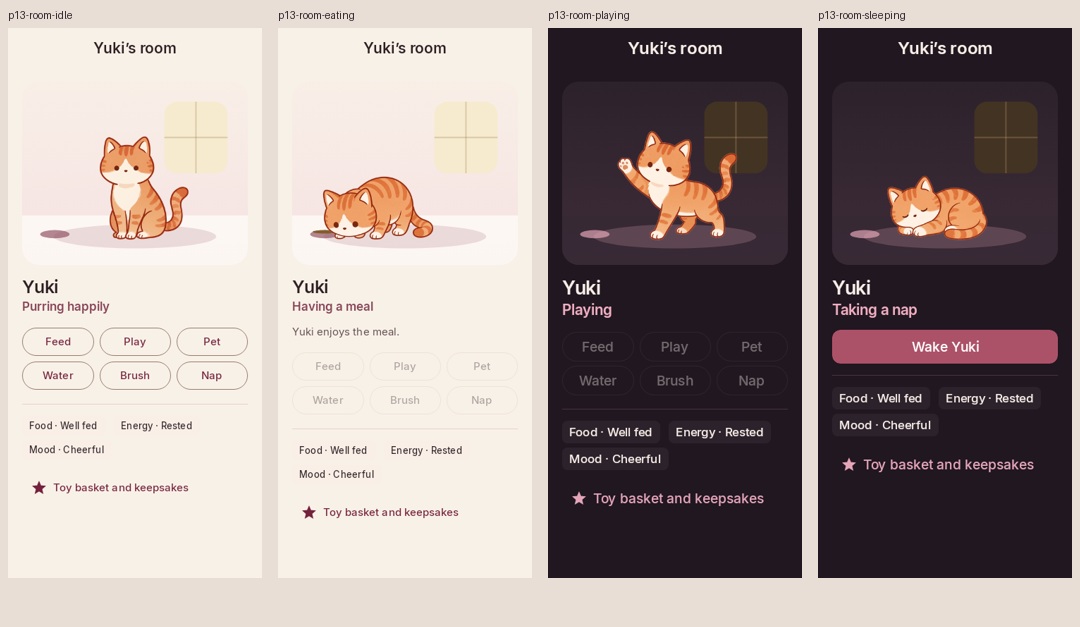 p13-room-idle
Yuki’s room
Yuki
Purring happily
Feed
Play
Pet
Water
Brush
Nap
Food · Well fed
Energy · Rested
Mood · Cheerful
Toy basket and keepsakes
p13-room-eating
Yuki’s room
Yuki
Having a meal
Yuki enjoys the meal.
Feed
Play
Pet
Water
Brush
Nap
Food · Well fed
Energy · Rested
Mood · Cheerful
Toy basket and keepsakes
p13-room-playing
Yuki’s room
Yuki
Playing
Feed
Play
Pet
Water
Brush
Nap
Food · Well fed
Energy · Rested
Mood · Cheerful
Toy basket and keepsakes
p13-room-sleeping
Yuki’s room
Yuki
Taking a nap
Wake Yuki
Food · Well fed
Energy · Rested
Mood · Cheerful
Toy basket and keepsakes